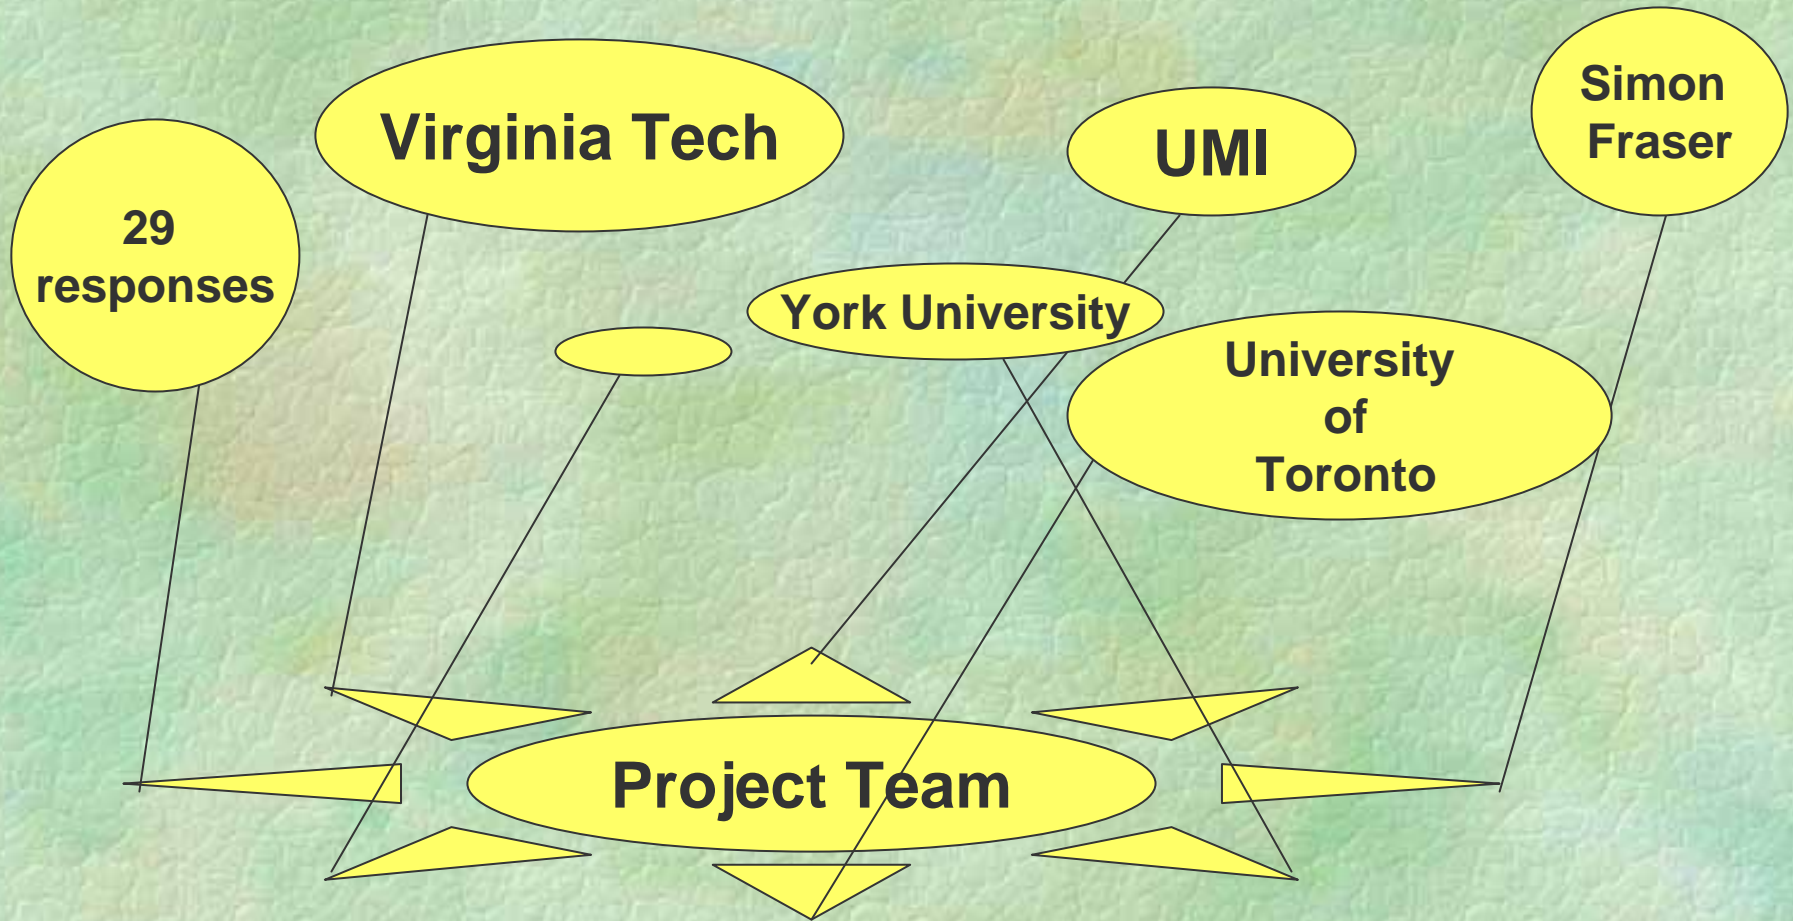 Virginia Tech
UMI
Simon
Fraser
29
responses
York University
University
of
Toronto
Project Team